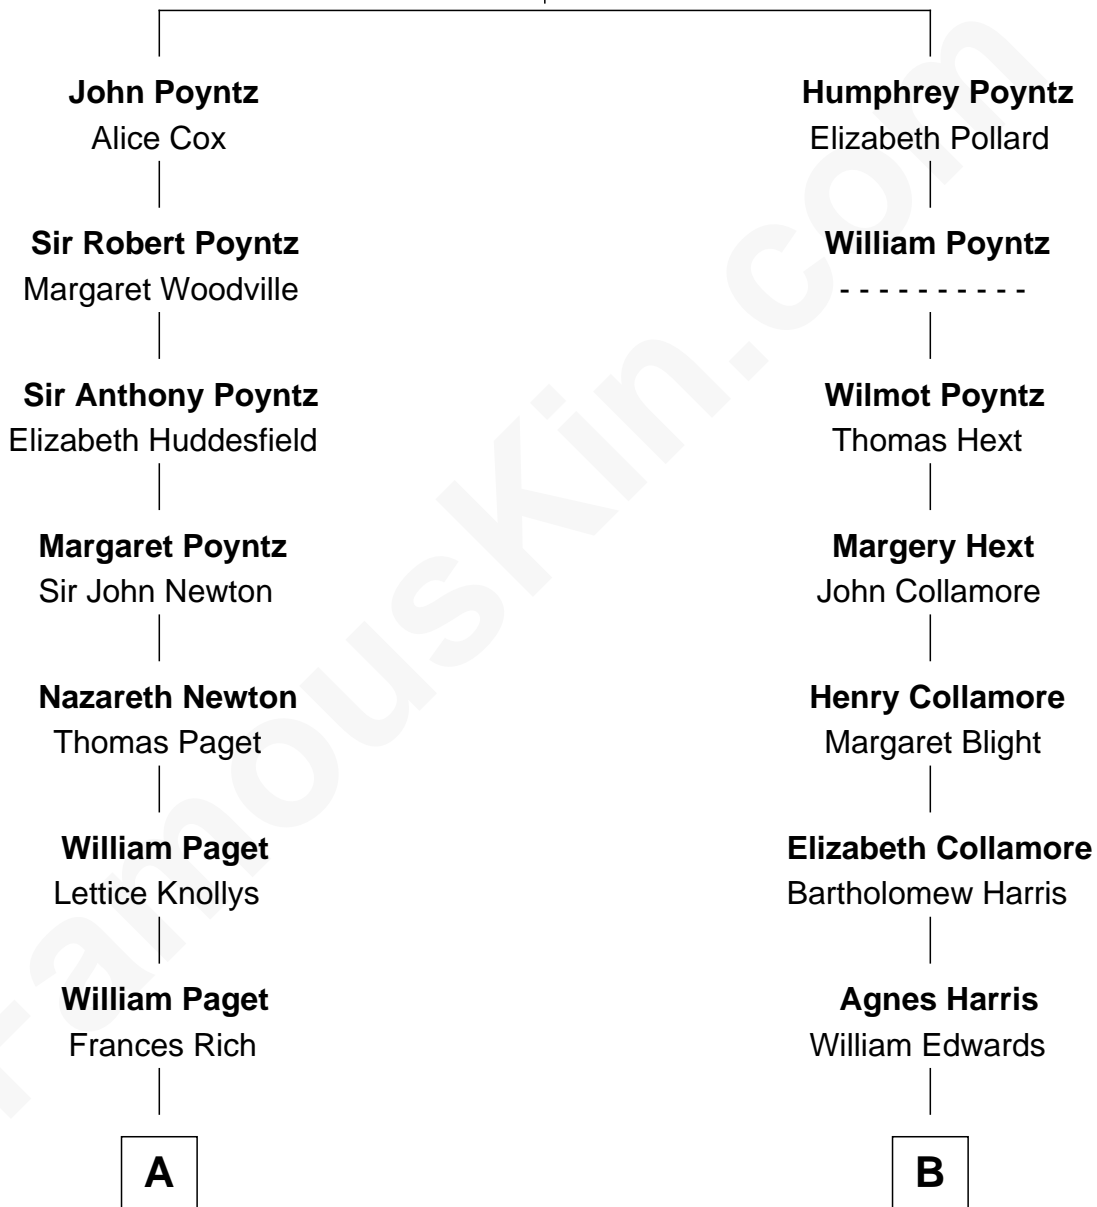 John Poyntz
Alice Cox
Humphrey Poyntz
Elizabeth Pollard
Sir Robert Poyntz
Margaret Woodville
William Poyntz
- - - - - - - - - -
Sir Anthony Poyntz
Elizabeth Huddesfield
Wilmot Poyntz
Thomas Hext
Margaret Poyntz
Sir John Newton
Margery Hext
John Collamore
Nazareth Newton
Thomas Paget
Henry Collamore
Margaret Blight
William Paget
Lettice Knollys
Elizabeth Collamore
Bartholomew Harris
William Paget
Frances Rich
Agnes Harris
William Edwards
A
B
FamousKin.com